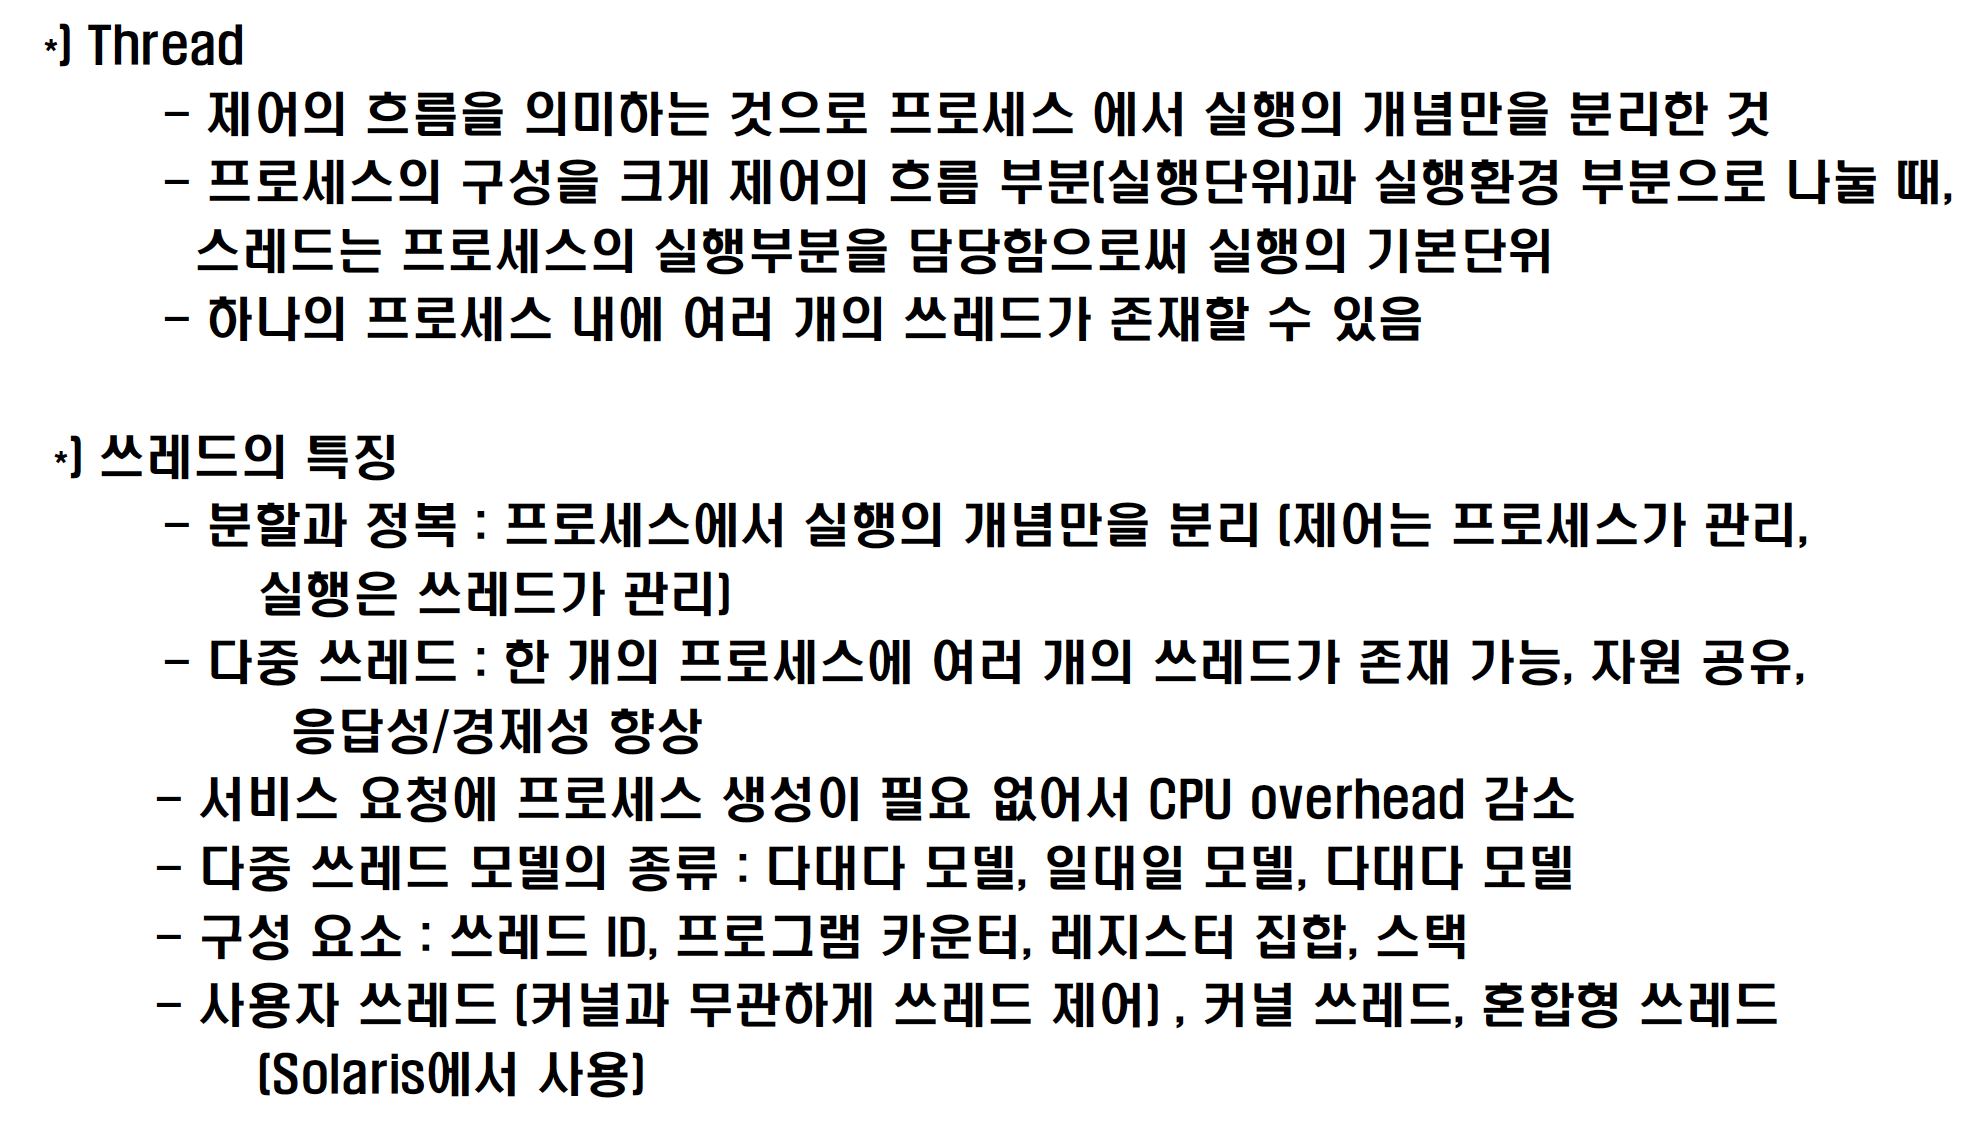 *) Thread
- 제어의 흐름을 의미하는 것으로 프로세스 에서 실행의 개념만을 분리한 것
- 프로세스의 구성을 크게 제어의 흐름 부분(실행단위)과 실행환경 부분으로 나눌 때,
스레드는 프로세스의 실행부분을 담당함으로써 실행의 기본단위
- 하나의 프로세스 내에 여러 개의 쓰레드가 존재할 수 있음
*) 쓰레드의 특징
- 분할과 정복 : 프로세스에서 실행의 개념만을 분리 (제어는 프로세스가 관리,
실행은 쓰레드가 관리)
- 다중 쓰레드 : 한 개의 프로세스에 여러 개의 쓰레드가 존재 가능, 자원 공유,
응답성/경제성 향상
- 서비스 요청에 프로세스 생성이 필요 없어서 CPU overhead 감소
- 다중 쓰레드 모델의 종류 : 다대다 모델, 일대일 모델, 다대다 모델
- 구성 요소 : 쓰레드 ID, 프로그램 카운터, 레지스터 집합, 스택
- 사용자 쓰레드 (커널과 무관하게 쓰레드 제어) , 커널 쓰레드, 혼합형 쓰레드
(Solaris에서 사용)